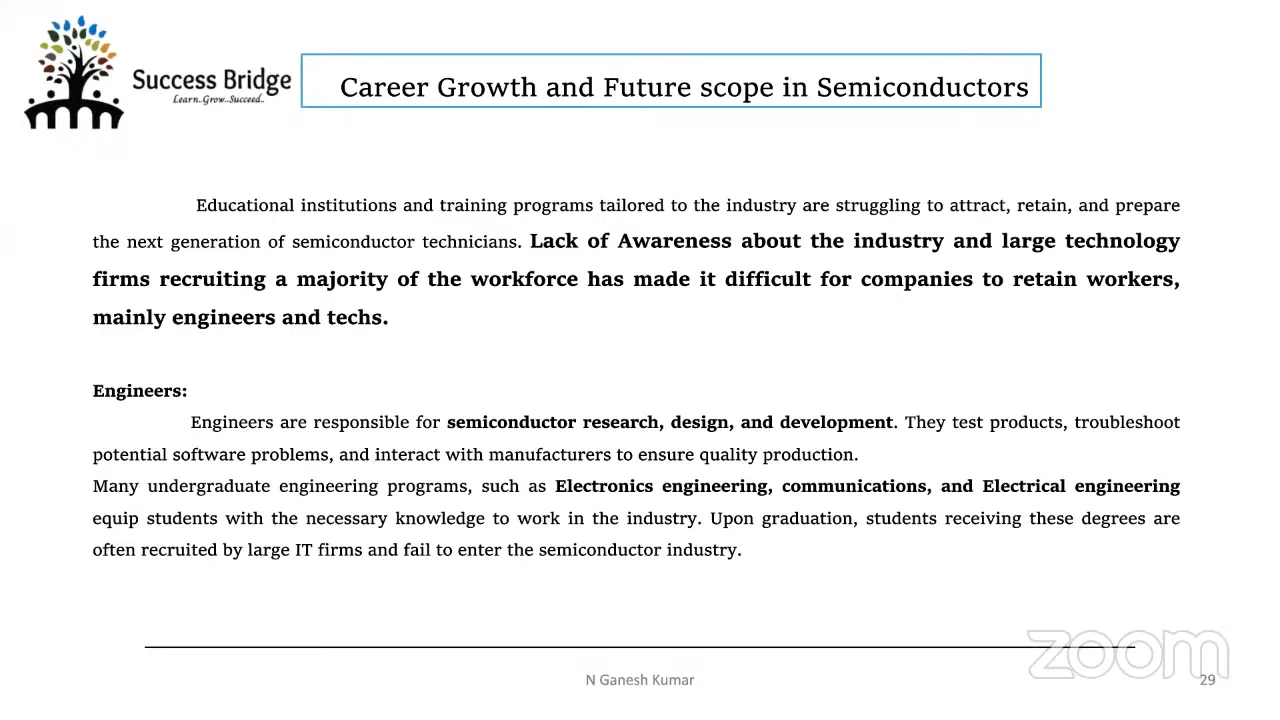 Success Bridge
Learn..Grow..Succeed..
Career Growth and Future scope in Semiconductors
Educational institutions and training programs tailored to the industry are struggling to attract, retain, and prepare
the next generation of semiconductor technicians. Lack of Awareness about the industry and large technology
firms recruiting a majority of the workforce has made it difficult for companies to retain workers,
mainly engineers and techs.
Engineers:
Engineers are responsible for semiconductor research, design, and development. They test products, troubleshoot
potential software problems, and interact with manufacturers to ensure quality production.
Many undergraduate engineering programs, such as Electronics engineering, communications, and Electrical engineering
equip students with the necessary knowledge to work in the industry. Upon graduation, students receiving these degrees are
often recruited by large IT firms and fail to enter the semiconductor industry.
zoom
N Ganesh Kumar
29